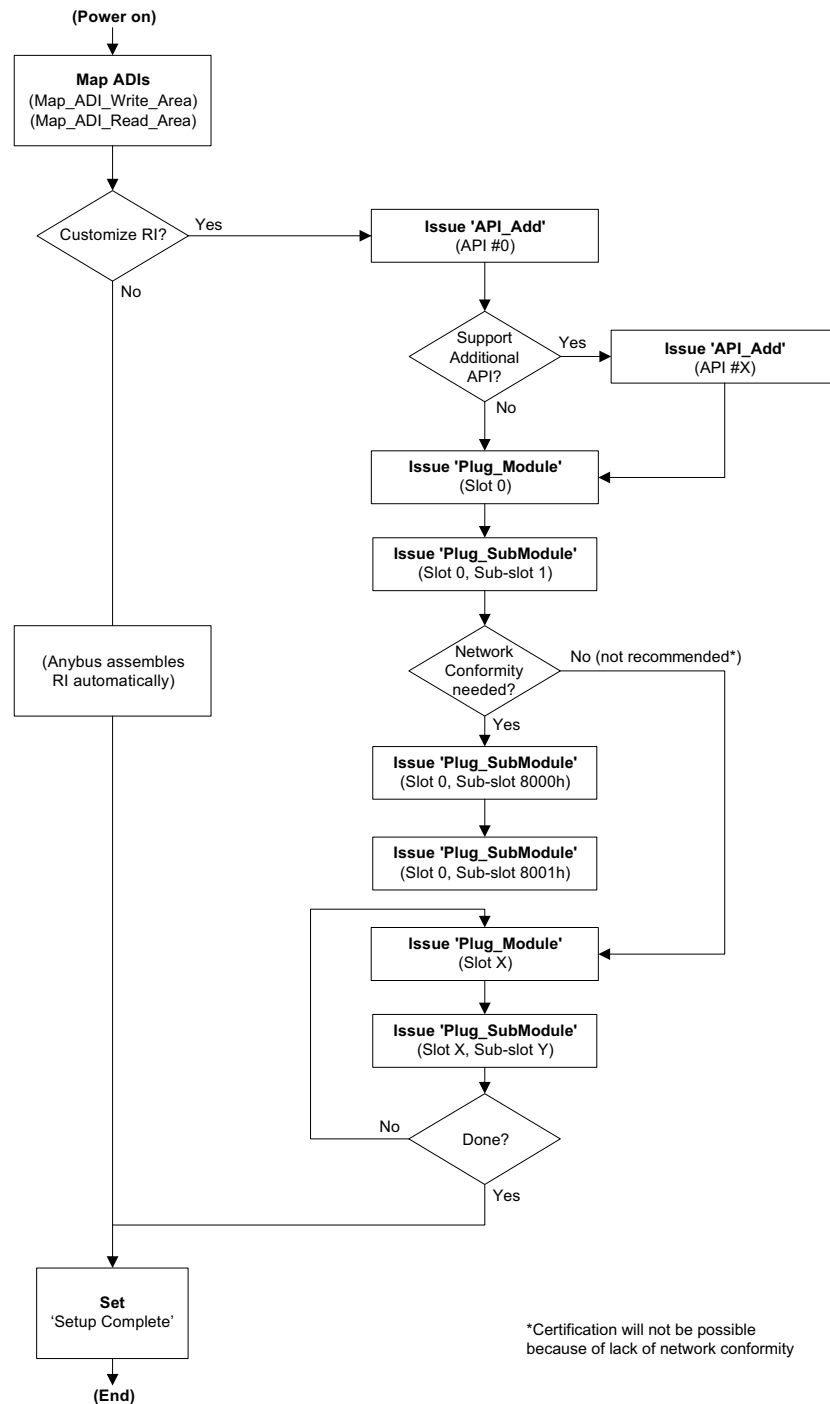 (Power on)
Map ADIs
(Map_ADI_Write_Area)
(Map_ADI_Read_Area)
Customize RI?
Yes
No
Issue 'API_Add'
(API #0)
Support
Additional
API?
Yes
No
Issue 'API_Add'
(API #X)
Issue 'Plug_Module'
(Slot 0)
Issue 'Plug_SubModule'
(Slot 0, Sub-slot 1)
(Anybus assembles
RI automatically)
Network
Conformity
needed?
No (not recommended*)
Yes
Issue 'Plug_SubModule'
(Slot 0, Sub-slot 8000h)
Issue 'Plug_SubModule'
(Slot 0, Sub-slot 8001h)
Issue 'Plug_Module'
(Slot X)
Issue 'Plug_SubModule'
(Slot X, Sub-slot Y)
No
Done?
Yes
Set
‘Setup Complete’
(End)
*Certification will not be possible
because of lack of network conformity